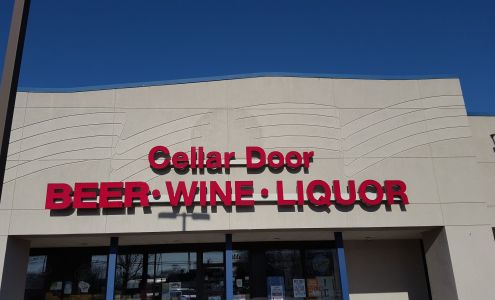 Cellar Door
BEER • WINE • LIQUOR